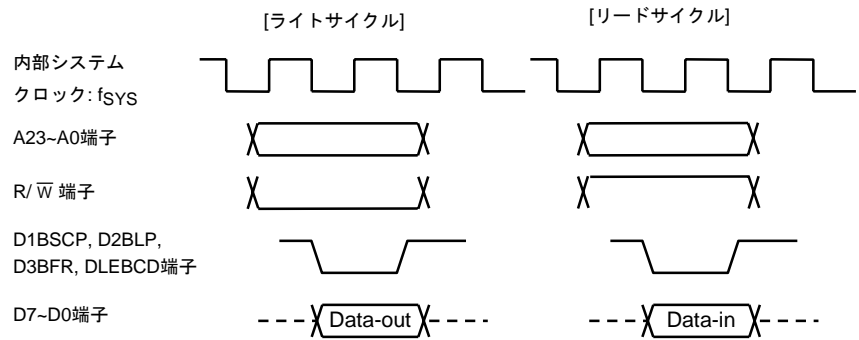 [ライトサイクル] [リードサイクル]
内部システム
クロック: fSYS
A23~A0端子
R/ W 端子
D1BSCP, D2BLP,
D3BFR, DLEBCD端子
D7~D0端子 Data-out Data-in